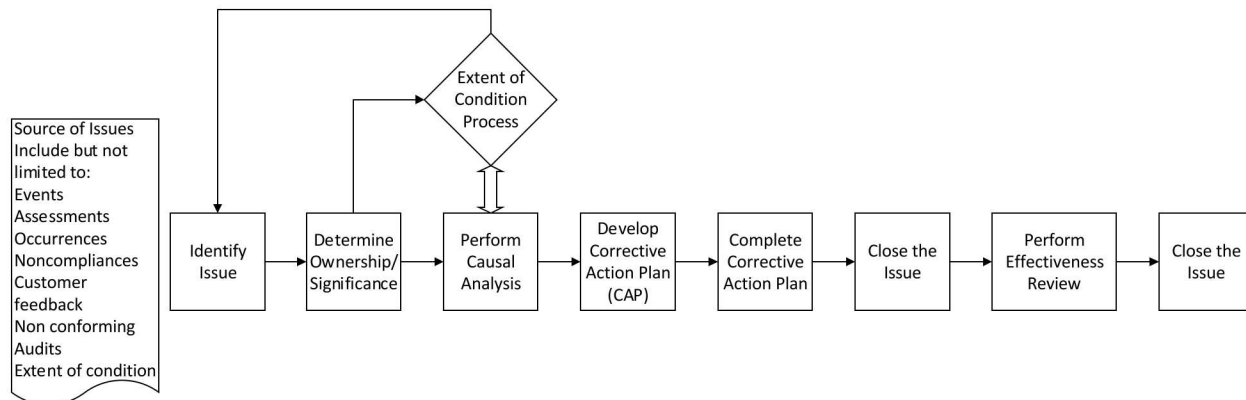 Extent of
Condition
Process
Source of Issues
Include but not
limited to:
Events
Assessments
Occurrences
Noncompliances
Customer
feedback
Non conforming
Audits
Extent of condition
Identify
Issue
Determine
Ownership/
Significance
Perform
Causal
Analysis
Develop
Corrective
Action Plan
(CAP)
Complete
Corrective
Action Plan
Close the
Issue
Perform
Effectiveness
Review
Close the
Issue